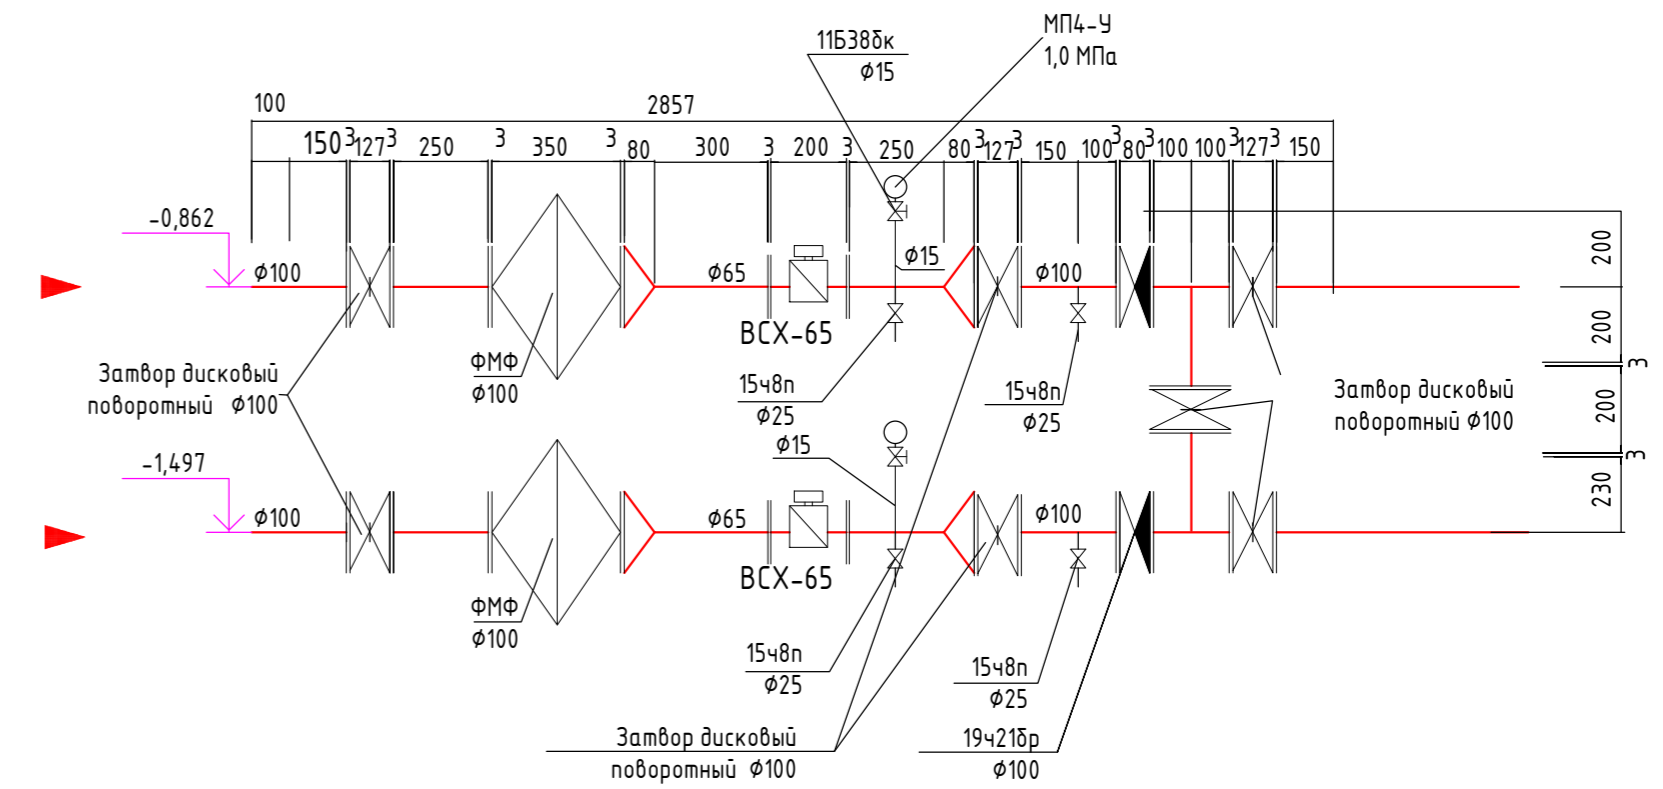 11Б38бк
Ф15
МП4-У
1,0 МПа
100
2857
150 3 127 3 250 3 350 3 80 300 3 200 3 250 80 3 127 3 150 100 3 80 3 100 100 3 127 3 150
-0,862
Ф100
Ф65
Ф15
Ф100
200
200
3
200
3
230
ВСХ-65
ФМФ
Ф100
Затвор дисковый
поворотный Ф100
15ч8п
Ф25
15ч8п
Ф25
Затвор дисковый
поворотный Ф100
Ф15
-1,497
Ф100
Ф65
Ф100
ВСХ-65
ФМФ
Ф100
15ч8п
Ф25
15ч8п
Ф25
Затвор дисковый
поворотный Ф100
19ч21бр
Ф100